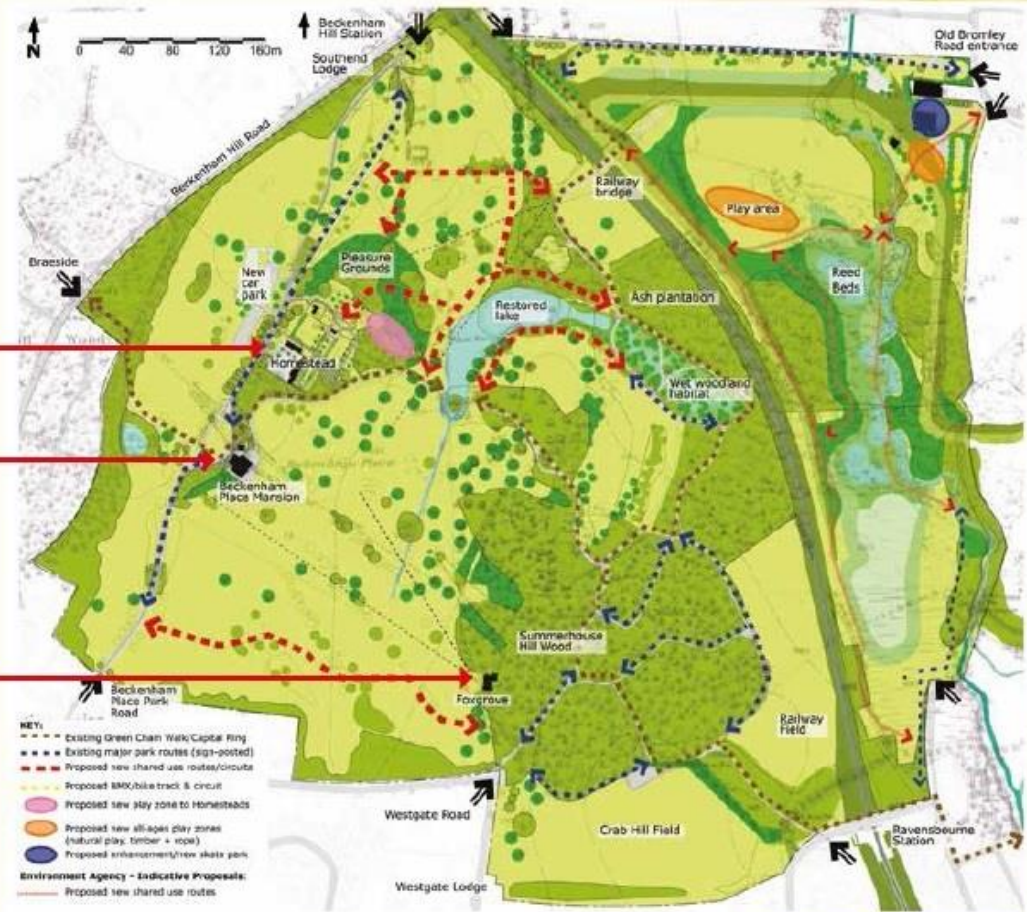 N
0 40 80 120 160m
Beckenham
Hill Station
Southend
Lodge
Old Bromley
Road entrance
Beckenham Hill Road
Railway
bridge
Play area
Braeside
New
car
park
Pleasure
Grounds
Reed
Beds
Restored
lake
Ash plantation
Homestead
Wet woodland
habitat
Beckenham
Place Mansion
Summerhouse
Hill Wood
Beckenham
Place Park
Road
Foxgrove
Railway
Field
KEY:
Existing Green Chain Walk/Capital Ring
Existing major park routes (sign-posted)
Proposed new shared use routes/circuits
Proposed BMX/bike track & circuit
Proposed new play zone to Homesteads
Proposed new all-ages play zones
(natural play, timber + rope)
Proposed enhancement/new skate park
Environment Agency - Indicative Proposals:
Proposed new shared use routes
Westgate Road
Crab Hill Field
Ravensbourne
Station
Westgate Lodge